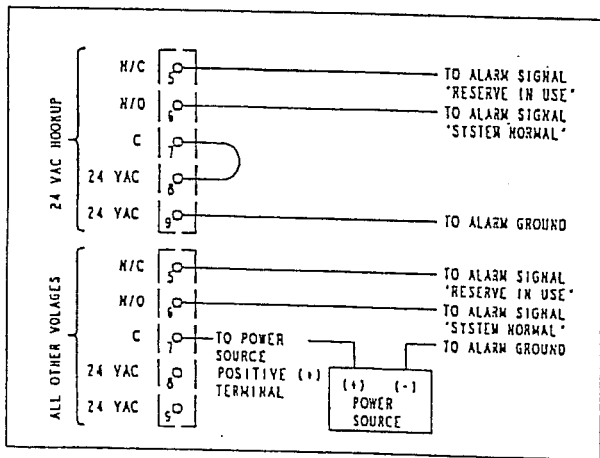 24 VAC HOOKUP
N/C 5 TO ALARM SIGNAL
"RESERVE IN USE"
N/O 6 TO ALARM SIGNAL
"SYSTEM NORMAL"
C 7
24 VAC 8
24 VAC 9 TO ALARM GROUND
ALL OTHER VOLAGES
N/C 5 TO ALARM SIGNAL
"RESERVE IN USE"
N/O 6 TO ALARM SIGNAL
"SYSTEM NORMAL"
C 7 TO POWER
SOURCE
POSITIVE (+)
TERMINAL
TO ALARM GROUND
24 VAC 8
24 VAC 9
(+) (-)
POWER
SOURCE